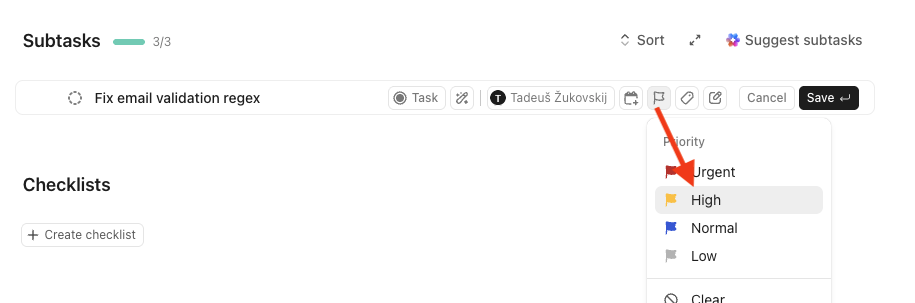 Subtasks 3/3 Sort Suggest subtasks
Fix email validation regex Task T Tadeuš Žukovskij Cancel Save
Priority
Urgent
High
Normal
Low
Clear
Checklists
Create checklist